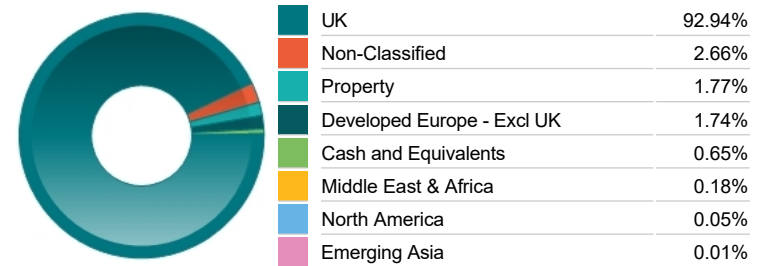 UK 92.94%
Non-Classified 2.66%
Property 1.77%
Developed Europe - Excl UK 1.74%
Cash and Equivalents 0.65%
Middle East & Africa 0.18%
North America 0.05%
Emerging Asia 0.01%